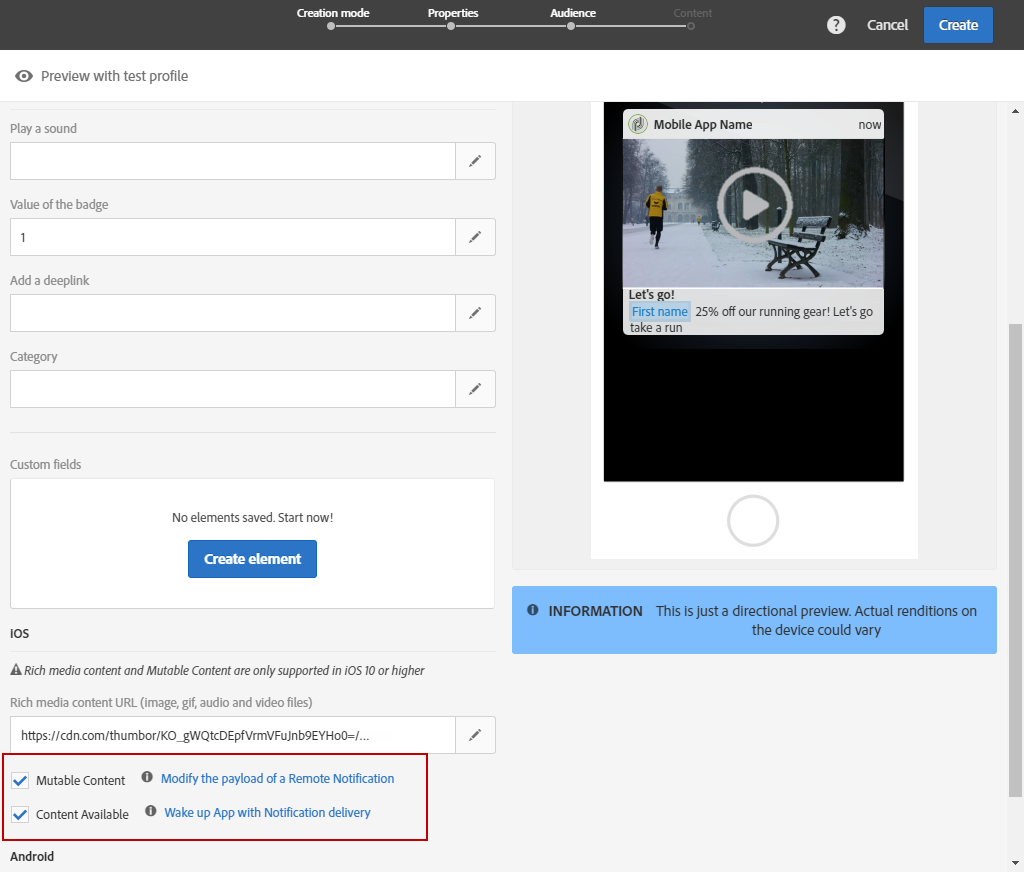 Creation mode
Properties
Audience
Content
?
Cancel
Create
Preview with test profile
Play a sound
Value of the badge
1
Add a deeplink
Category
Custom fields
No elements saved. Start now!
Create element
IOS
Rich media content and Mutable Content are only supported in iOS 10 or higher
Rich media content URL (image, gif, audio and video files)
https://cdn.com/thumbor/KO_gWQtcDEpfVrmVFuJnb9EYHo0=/...
Mutable Content Modify the payload of a Remote Notification
Content Available Wake up App with Notification delivery
Android
Mobile App Name now
Let's go!
First name 25% off our running gear! Let's go
take a run
INFORMATION This is just a directional preview. Actual renditions on
the device could vary